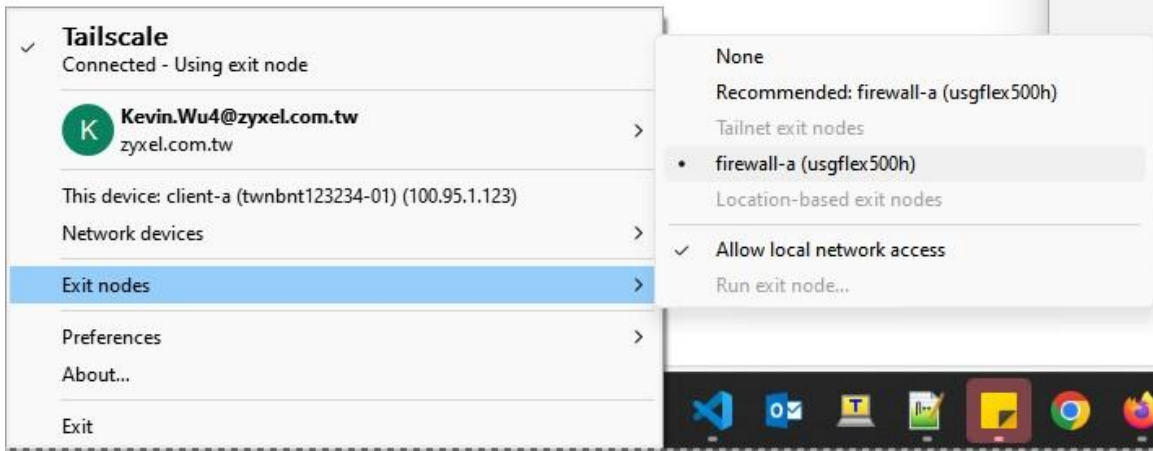 Tailscale
Connected - Using exit node
K
Kevin.Wu4@zyxel.com.tw
zyxel.com.tw
This device: client-a (twnbnt123234-01) (100.95.1.123)
Network devices
Exit nodes
Preferences
About...
Exit
None
Recommended: firewall-a (usgflex500h)
Tailnet exit nodes
firewall-a (usgflex500h)
Location-based exit nodes
Allow local network access
Run exit node...